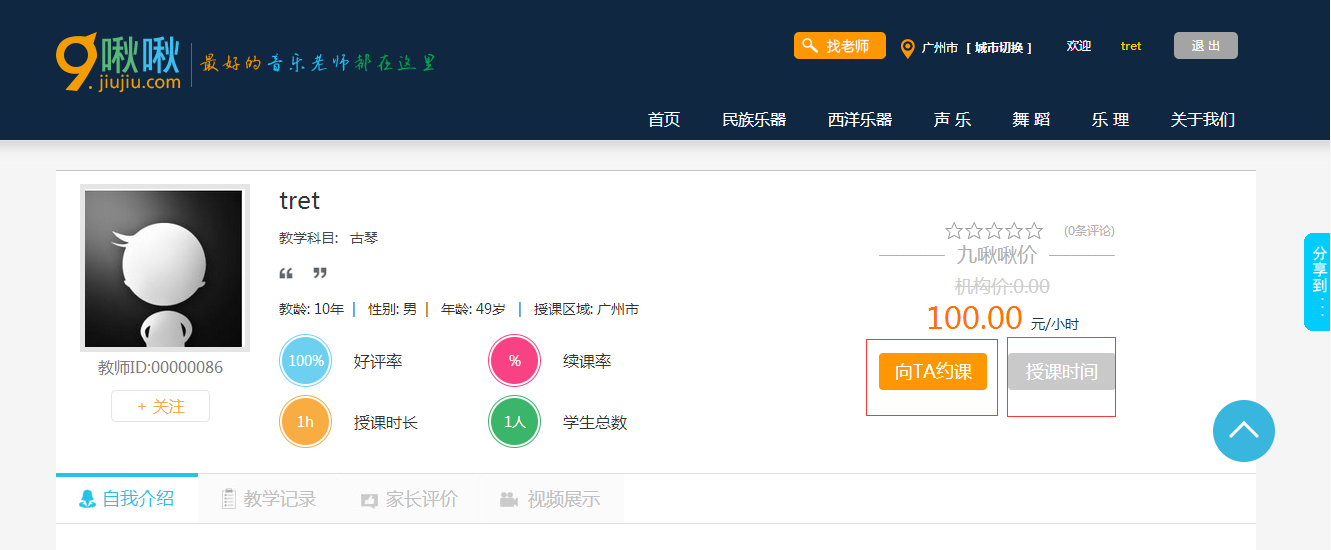 啾啾
.jiujiu.com
最好的音乐老师都在这里
找老师
广州市 [ 城市切换 ]
欢迎
tret
退 出
首页
民族乐器
西洋乐器
声 乐
舞 蹈
乐 理
关于我们
tret
教学科目: 古琴
“ ”
教龄: 10年 | 性别: 男 | 年龄: 49岁 | 授课区域: 广州市
100% 好评率
% 续课率
1h 授课时长
1人 学生总数
教师ID:00000086
+ 关注
(0条评论)
九啾啾价
机构价:0.00
100.00 元/小时
向TA约课
授课时间
分享到...
自我介绍
教学记录
家长评价
视频展示